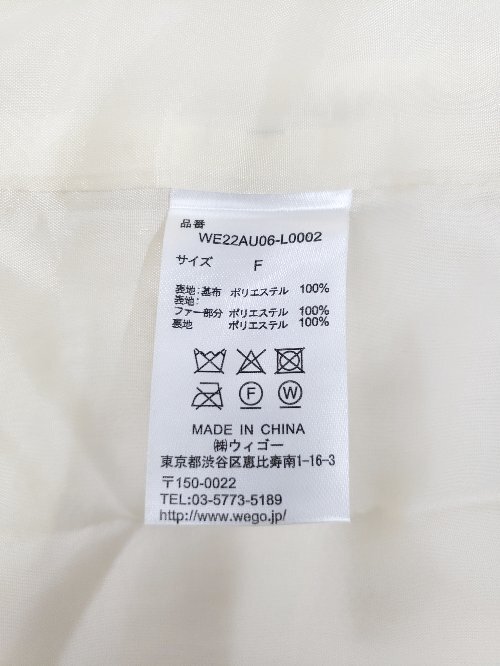 品番
WE22AU06-L0002
サイズ F
表地:基布 ポリエステル 100%
表地:
ファー部分 ポリエステル 100%
裏地 ポリエステル 100%
F W
MADE IN CHINA
㈱ウィゴー
東京都渋谷区恵比寿南1-16-3
〒150-0022
TEL:03-5773-5189
http://www.wego.jp/